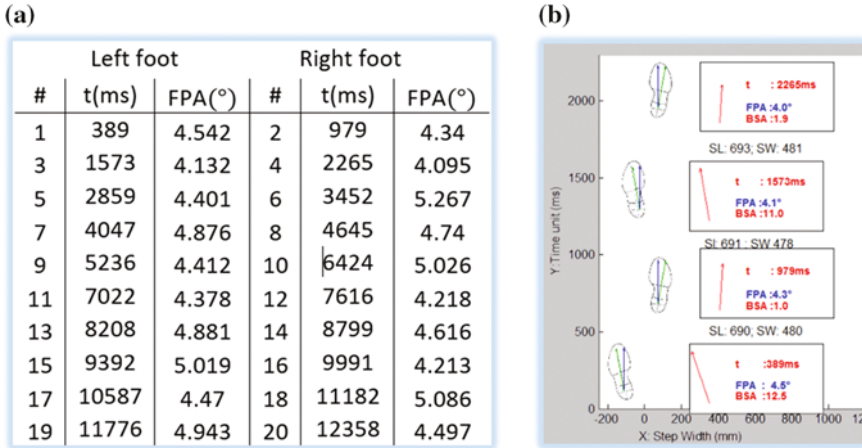 (a)
Left foot Right foot
# t(ms) FPA(°) # t(ms) FPA(°)
1 389 4.542 2 979 4.34
3 1573 4.132 4 2265 4.095
5 2859 4.401 6 3452 5.267
7 4047 4.876 8 4645 4.74
9 5236 4.412 10 6424 5.026
11 7022 4.378 12 7616 4.218
13 8208 4.881 14 8799 4.616
15 9392 5.019 16 9991 4.213
17 10587 4.47 18 11182 5.086
19 11776 4.943 20 12358 4.497
(b)
Y:Time unit (ms)
2000
1500
1000
500
0
t : 2265ms
FPA :4.0°
BSA :1.9
SL: 693; SW: 481
t : 1573ms
FPA :4.1°
BSA :11.0
SL: 691 ; SW 478
t : 979ms
FPA :4.3°
BSA :1.0
SL: 690; SW: 480
t :389ms
FPA : 4.5°
BSA :12.5
-200 0 200 400 600 800 1000 12
X: Step Width (mm)